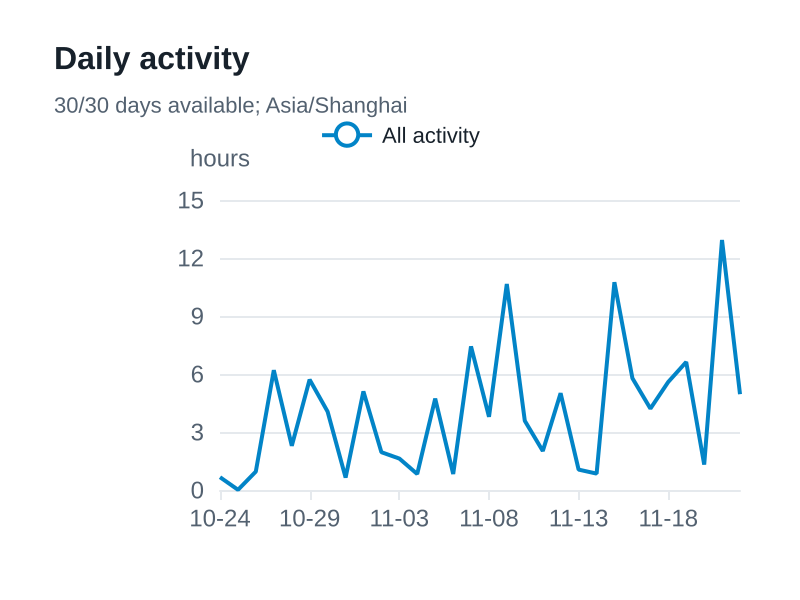 Daily activity
30/30 days available; Asia/Shanghai
All activity
hours
15
12
9
6
3
0
10-24 10-29 11-03 11-08 11-13 11-18